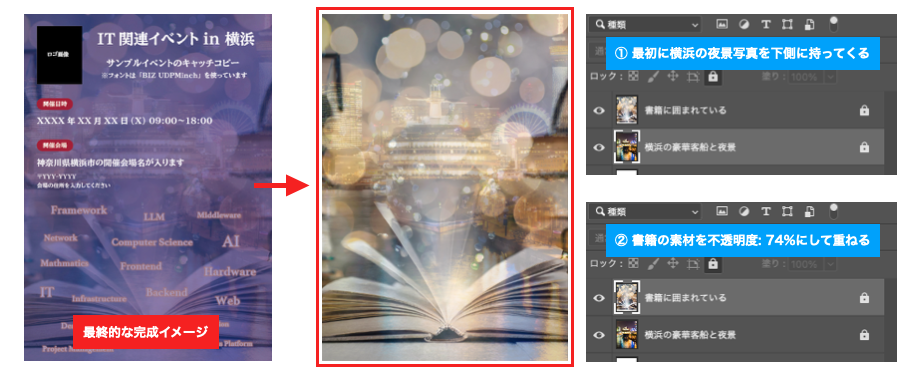 ロゴ画像
IT 関連イベント in 横浜
サンプルイベントのキャッチコピー
※フォントは「BIZ UDPMinch」を使っています
開催日時
XXXX 年 XX 月 XX 日 (X) 09:00~18:00
開催会場
神奈川県横浜市の開催会場名が入ります
〒YYY-YYYY
会場の住所を入力してください
Framework
LLM
Middleware
Network
Computer Science
AI
Mathmatics
Frontend
Hardware
IT
Infrastructure
Backend
Web
最終的な完成イメージ
Project Management
Platform
種類
① 最初に横浜の夜景写真を下側に持ってくる
ロック:
塗り: 100%
書籍に囲まれている
横浜の豪華客船と夜景
種類
② 書籍の素材を不透明度: 74%にして重ねる
ロック:
塗り: 100%
書籍に囲まれている
横浜の豪華客船と夜景